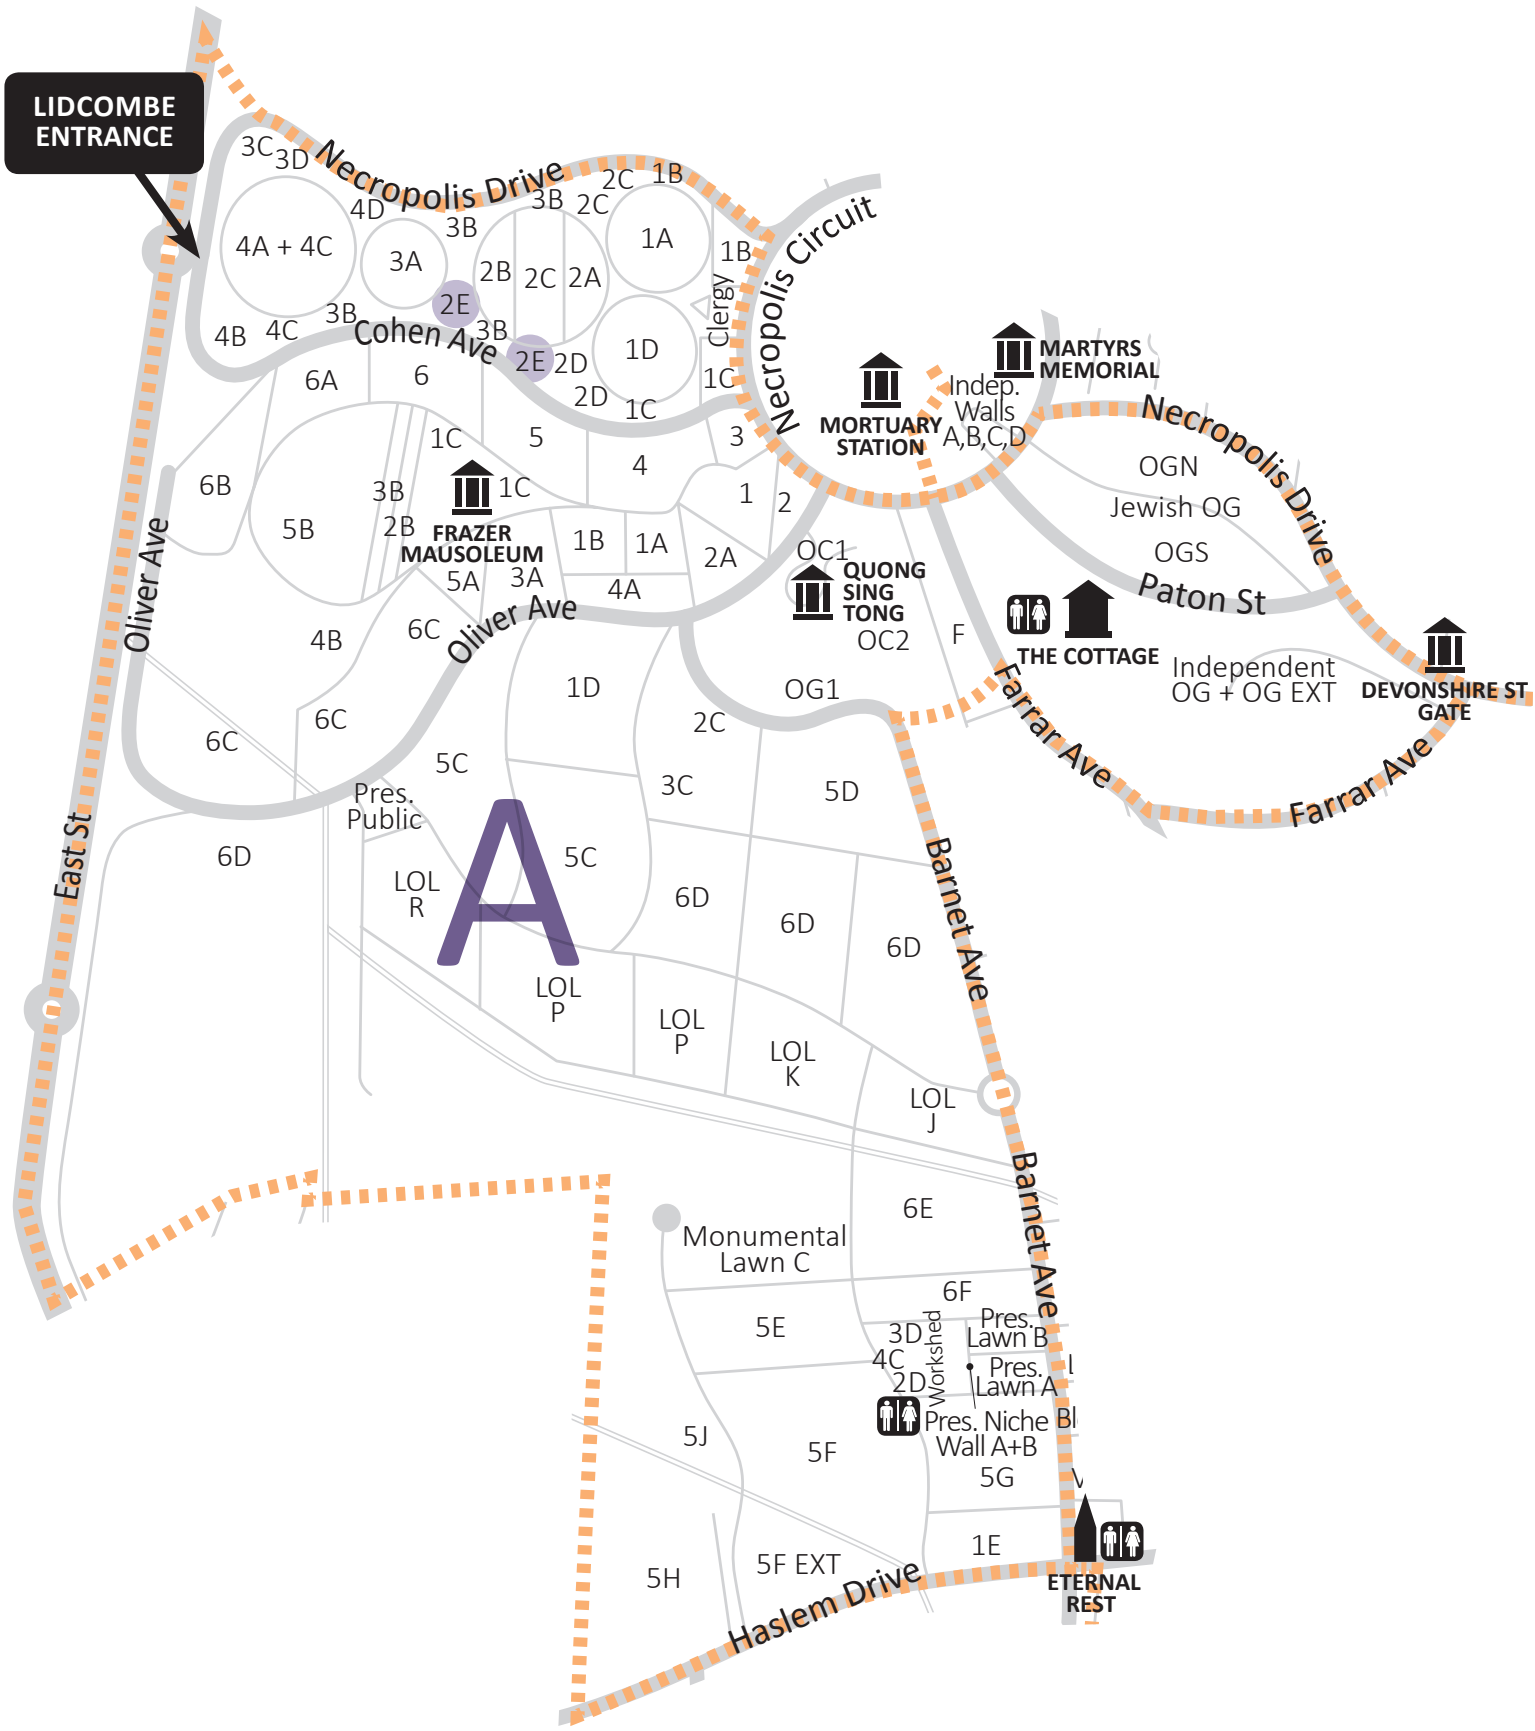 LIDCOMBE
ENTRANCE
Necropolis Drive
3C
3D
4D
3B
3B
2C
2C
1B
4A + 4C
3A
2B
2C
2A
1A
1B
Clergy
Necropolis Circuit
2E
3B
2E
2D
1D
4B
4C
3B
Cohen Ave
2D
1C
1C
6A
6
MARTYRS
MEMORIAL
Indep.
Walls
A,B,C,D
MORTUARY
STATION
Necropolis Drive
OGN
Jewish OG
OGS
Paton St
1C
5
4
3
1
2
6B
5B
3B
2B
1C
FRAZER
MAUSOLEUM
1B
1A
2A
5A
3A
4A
OC1
QUONG
SING
TONG
OC2
F
THE COTTAGE
Independent
OG + OG EXT
DEVONSHIRE ST
GATE
Farrar Ave
Farrar Ave
Oliver Ave
4B
6C
Oliver Ave
1D
OG1
2C
6C
6C
5C
3C
5D
Pres.
Public
East St
6D
A
5C
LOL
R
6D
6D
6D
Barnet Ave
LOL
P
LOL
P
LOL
K
LOL
J
Barnet Ave
6E
Monumental
Lawn C
6F
5E
3D
4C
2D
Workshed
Pres.
Lawn B
Pres.
Lawn A
Pres. Niche
Wall A+B
Bl
5J
5F
5G
1E
5H
5F EXT
Haslem Drive
ETERNAL
REST